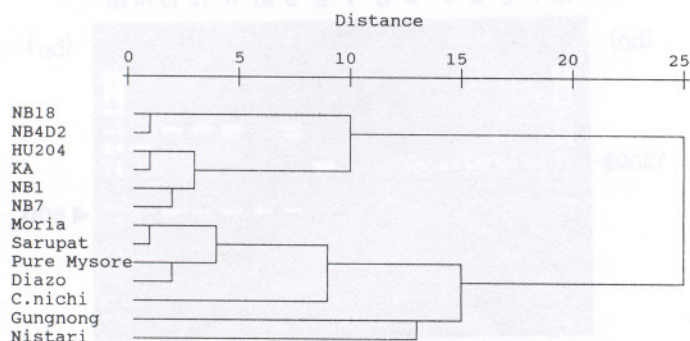 Distance
0 5 10 15 20 25
NB18
NB4D2
HU204
KA
NB1
NB7
Moria
Sarupat
Pure Mysore
Diazo
C.nichi
Gungnong
Nistari